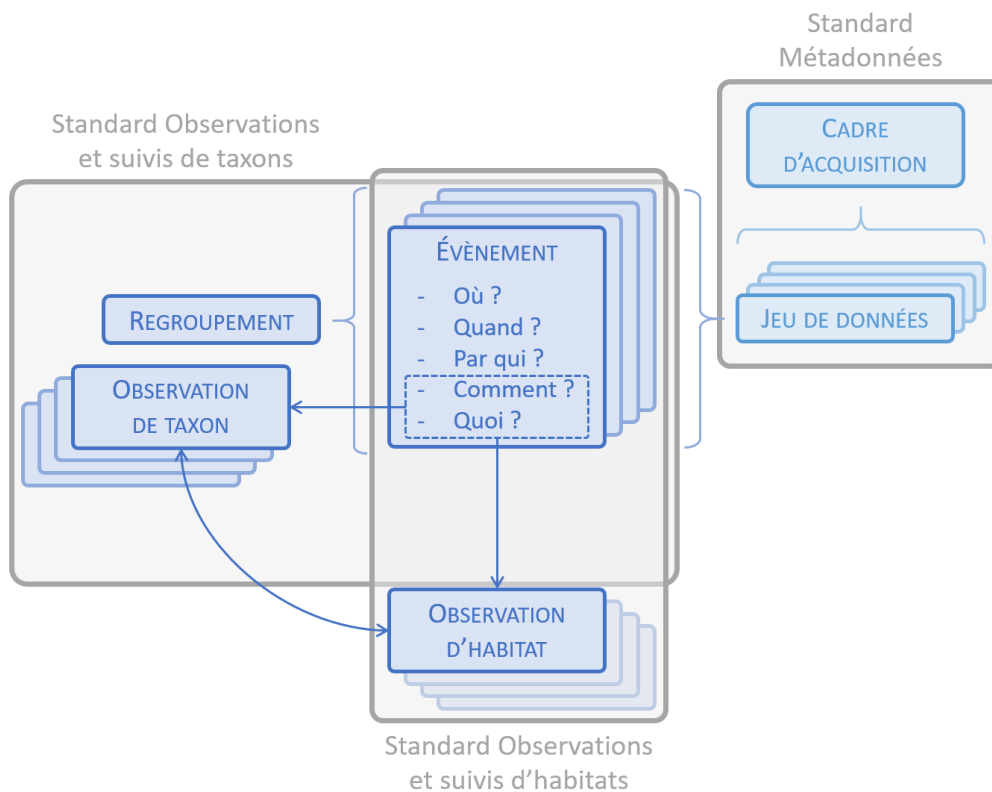 Standard
Métadonnées
CADRE
D'ACQUISITION
JEU DE DONNÉES
Standard Observations
et suivis de taxons
REGROUPEMENT
OBSERVATION
DE TAXON
ÉVÈNEMENT
- Où ?
- Quand ?
- Par qui ?
- Comment ?
- Quoi ?
OBSERVATION
D'HABITAT
Standard Observations
et suivis d'habitats